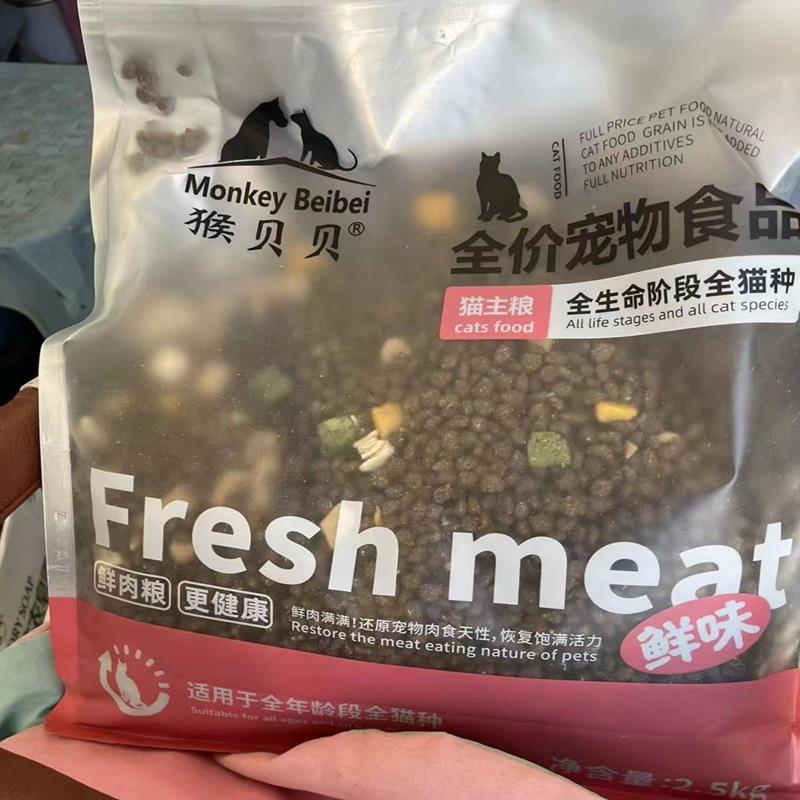 Monkey Beibei
猴贝贝®
CAT FOOD
FULL PRICE PET FOOD NATURAL
CAT FOOD GRAIN IS ADDED
TO ANY ADDITIVES
FULL NUTRITION
全价宠物食品
猫主粮
cats food
全生命阶段全猫种
All life stages and all cat species
Fresh meat
鲜肉粮
更健康
鲜肉满满!还原宠物肉食天性,恢复饱满活力
Restore the meat eating nature of pets
鲜味
适用于全年龄段全猫种
Suitable for all ages and all
净含量:2.5kg
SOAP